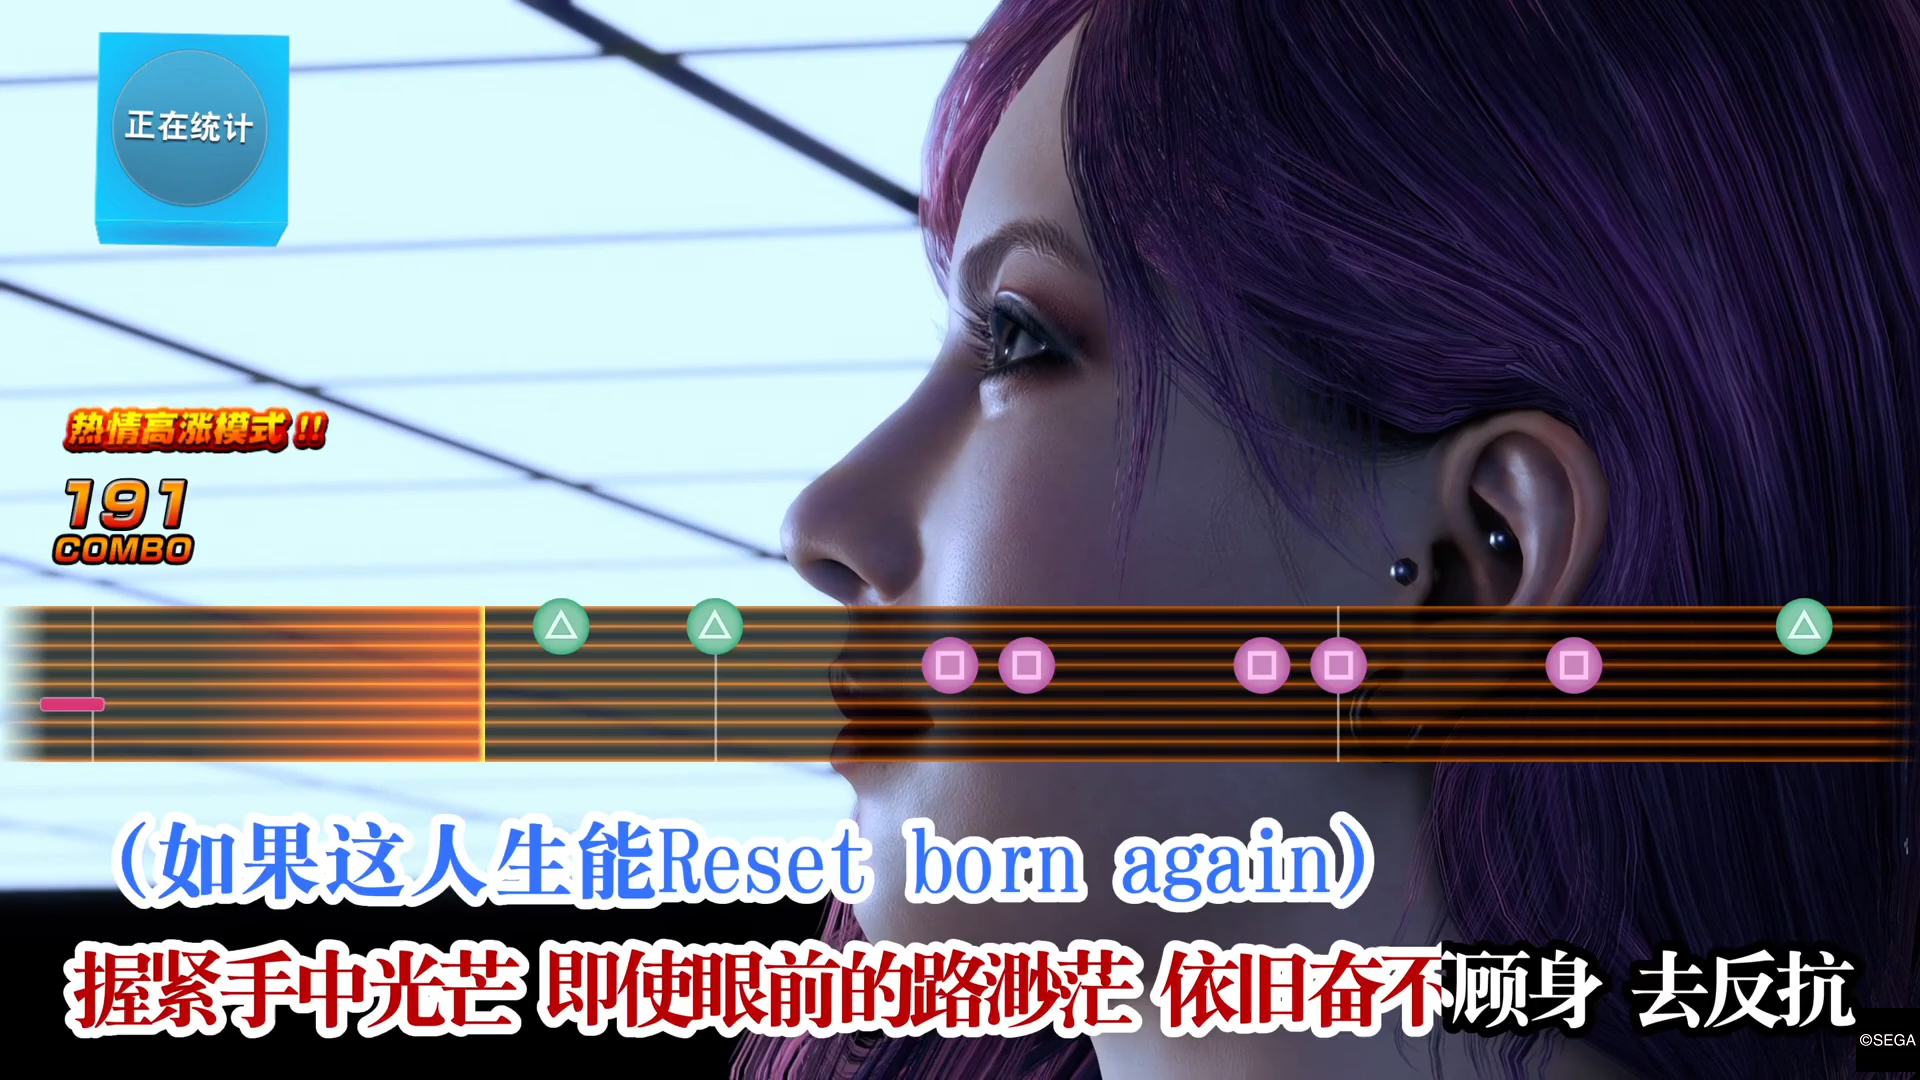 正在统计
热情高涨模式!!
191
COMBO
(如果这人生能Reset born again)
握紧手中光芒 即使眼前的路渺茫 依旧奋不顾身 去反抗
©SEGA